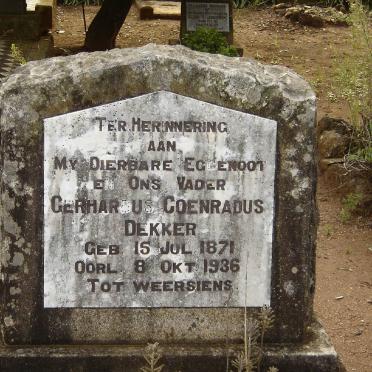 TER HERINNERING
AAN
MY DIERBARE EGGENOOT
EN ONS VADER
GERHARDUS COENRADUS
DEKKER
GEB 15 JUL 1871
OORL 8 OKT 1936
TOT WEERSIENS